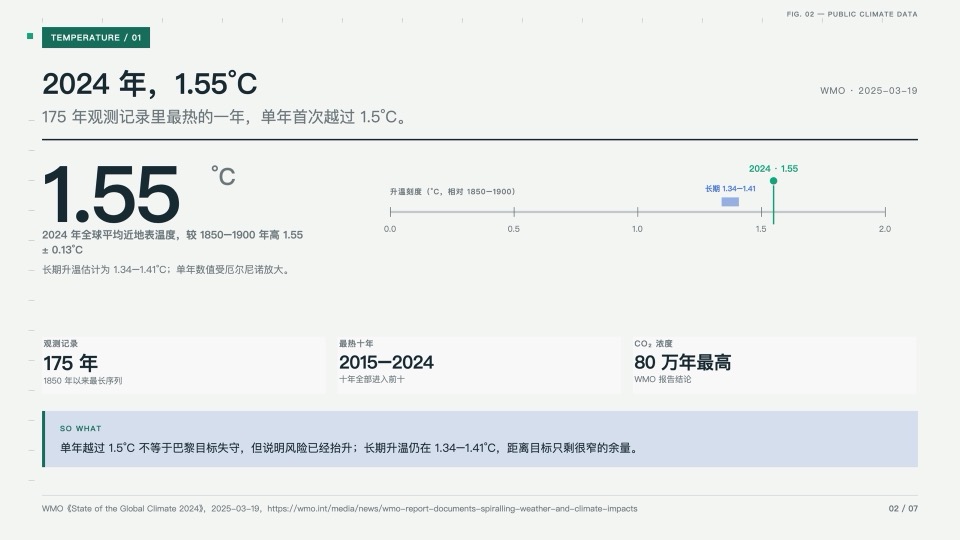 FIG. 02 — PUBLIC CLIMATE DATA
TEMPERATURE / 01
2024 年，1.55°C
WMO · 2025—03—19
175 年观测记录里最热的一年，单年首次越过 1.5°C。
1.55 °C
2024 年全球平均近地表温度，较 1850—1900 年高 1.55
± 0.13°C
长期升温估计为 1.34—1.41°C；单年数值受厄尔尼诺放大。
2024 · 1.55
长期 1.34—1.41
升温刻度（°C，相对 1850—1900）
0.0 0.5 1.0 1.5 2.0
观测记录
175 年
1850 年以来最长序列
最热十年
2015—2024
十年全部进入前十
CO₂ 浓度
80 万年最高
WMO 报告结论
SO WHAT
单年越过 1.5°C 不等于巴黎目标失守，但说明风险已经抬升；长期升温仍在 1.34—1.41°C，距离目标只剩很窄的余量。
WMO《State of the Global Climate 2024》，2025—03—19，https://wmo.int/media/news/wmo—report—documents—spiralling—weather—and—climate—impacts
02 / 07